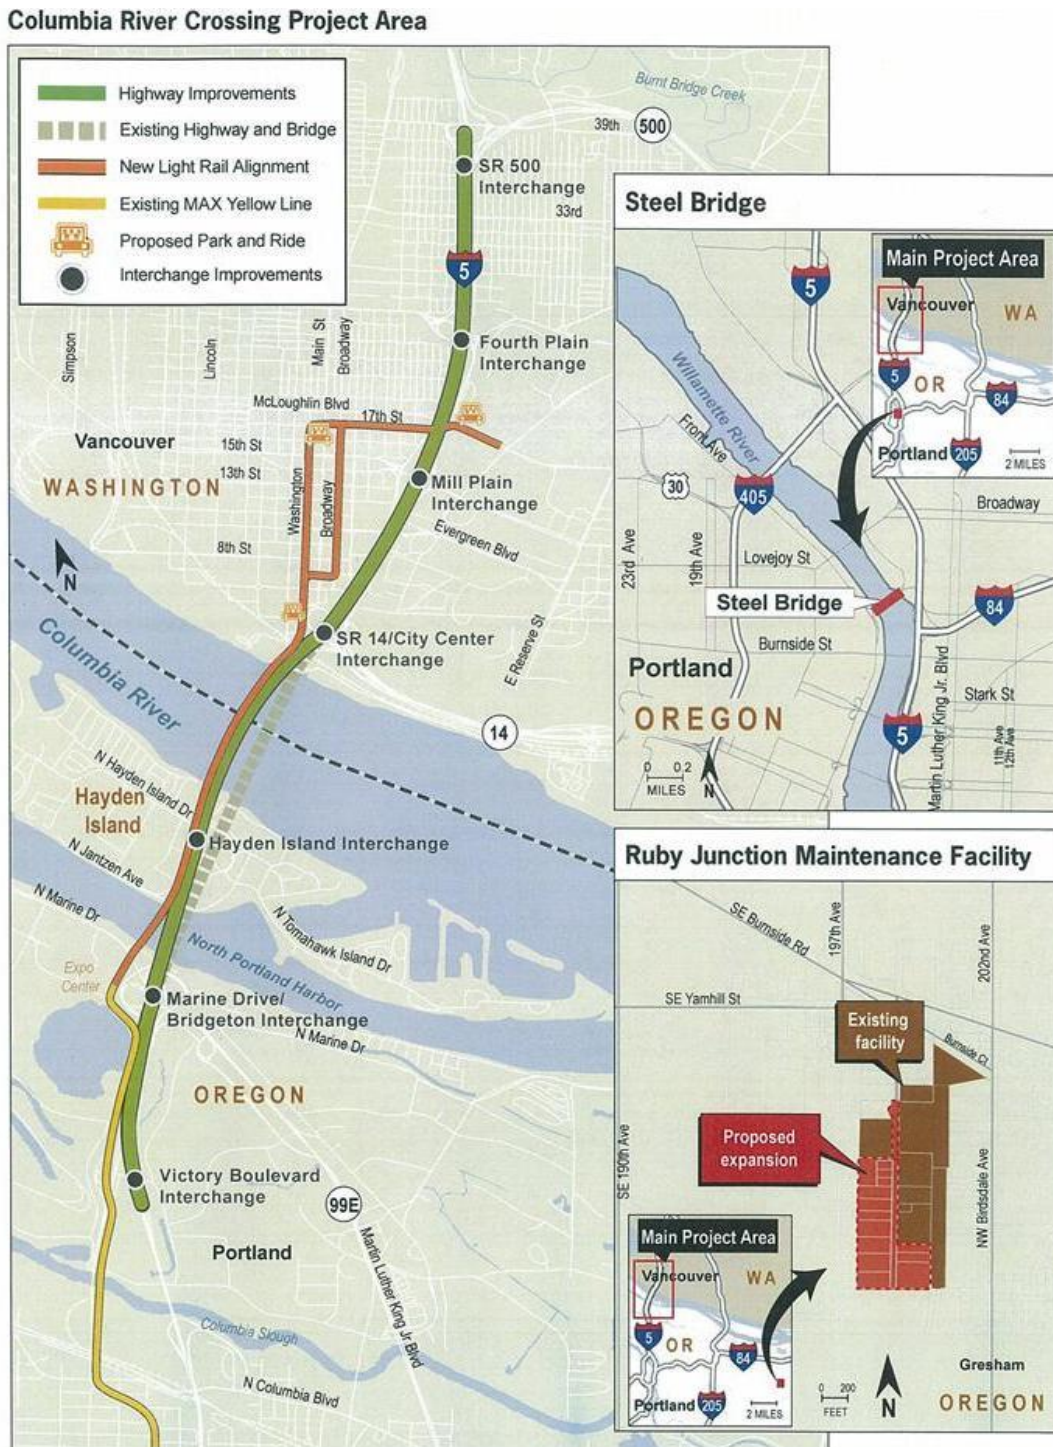 Columbia River Crossing Project Area
Highway Improvements
Existing Highway and Bridge
New Light Rail Alignment
Existing MAX Yellow Line
Proposed Park and Ride
Interchange Improvements
Burnt Bridge Creek
39th
500
SR 500
Interchange
33rd
5
Fourth Plain
Interchange
Simpson
Lincoln
Main St
Broadway
McLoughlin Blvd
17th St
Vancouver
15th St
13th St
WASHINGTON
Washington
Broadway
Mill Plain
Interchange
Evergreen Blvd
8th St
N
SR 14/City Center
Interchange
E Reserve St
Columbia River
14
N Hayden Island Dr
Hayden
Island
Hayden Island Interchange
N Jantzen Ave
N Marine Dr
N Tomahawk Island Dr
North Portland Harbor
Expo
Center
Marine Drive/
Bridgeton Interchange
N Marine Dr
OREGON
Victory Boulevard
Interchange
99E
Portland
Martin Luther King Jr Blvd
Columbia Slough
N Columbia Blvd
Steel Bridge
Main Project Area
Vancouver
WA
5
OR
84
Portland
205
2 MILES
5
Willamette River
Front Ave
30
405
Broadway
23rd Ave
19th Ave
Lovejoy St
Steel Bridge
84
Burnside St
Portland
OREGON
Martin Luther King Jr. Blvd
Stark St
5
11th Ave
12th Ave
0 0.2
MILES
N
Ruby Junction Maintenance Facility
SE Burnside Rd
197th Ave
202nd Ave
SE Yamhill St
Existing
facility
Burnside Ct
Proposed
expansion
SE 190th Ave
NW Birdsdale Ave
Main Project Area
Vancouver
WA
5
OR
84
Portland
205
2 MILES
0 200
FEET
N
Gresham
OREGON